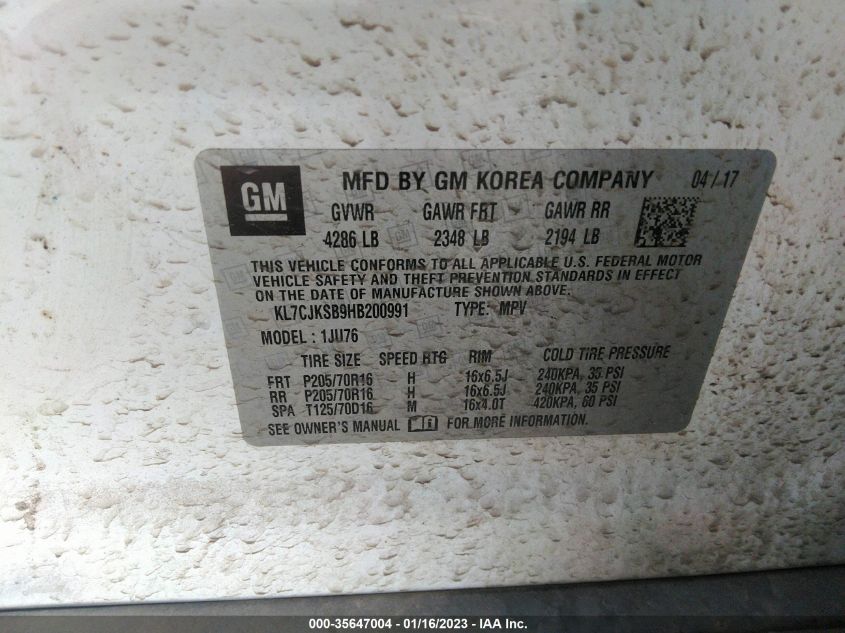 GM
MFD BY GM KOREA COMPANY 04 / 17
GVWR GAWR FRT GAWR RR
4286 LB 2348 LB 2194 LB
THIS VEHICLE CONFORMS TO ALL APPLICABLE U.S. FEDERAL MOTOR
VEHICLE SAFETY AND THEFT PREVENTION STANDARDS IN EFFECT
ON THE DATE OF MANUFACTURE SHOWN ABOVE.
KL7CJKSB9HB200991 TYPE: MPV
MODEL : 1JU76
TIRE SIZE SPEED RTG RIM COLD TIRE PRESSURE
FRT P205/70R16 H 16x6.5J 240KPA, 35 PSI
RR P205/70R16 H 16x6.5J 240KPA, 35 PSI
SPA T125/70D16 M 16x4.0T 420KPA, 60 PSI
SEE OWNER'S MANUAL FOR MORE INFORMATION.
000-35647004 - 01/16/2023 - IAA Inc.